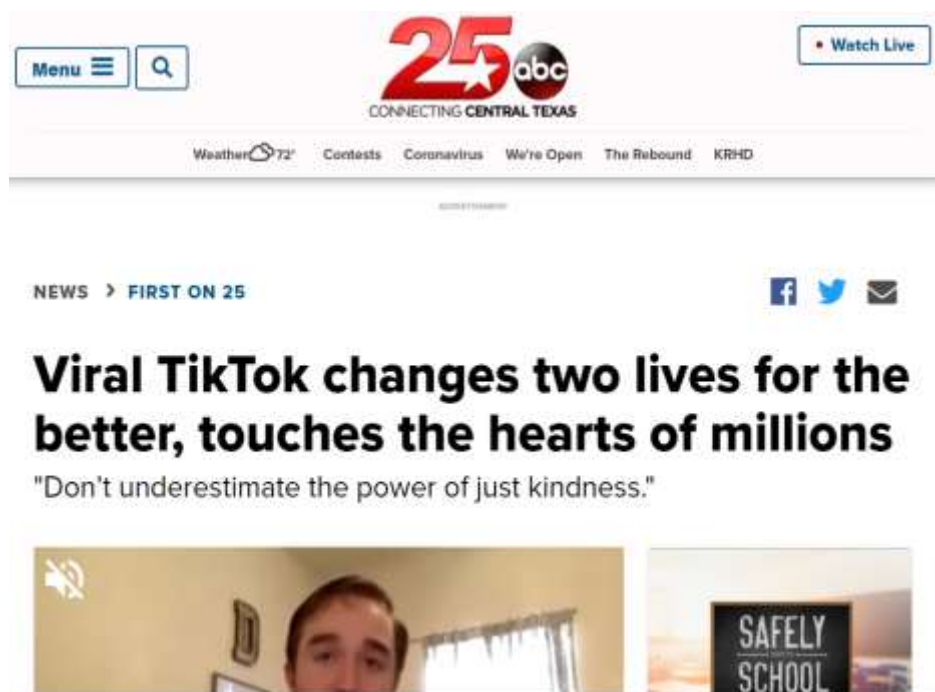 25
abc
CONNECTING CENTRAL TEXAS
Menu
Watch Live
Weather 72° Contests Coronavirus We're Open The Rebound KRHD
ADVERTISEMENT
NEWS > FIRST ON 25
Viral TikTok changes two lives for the
better, touches the hearts of millions
"Don't underestimate the power of just kindness."
SAFELY
SCHOOL